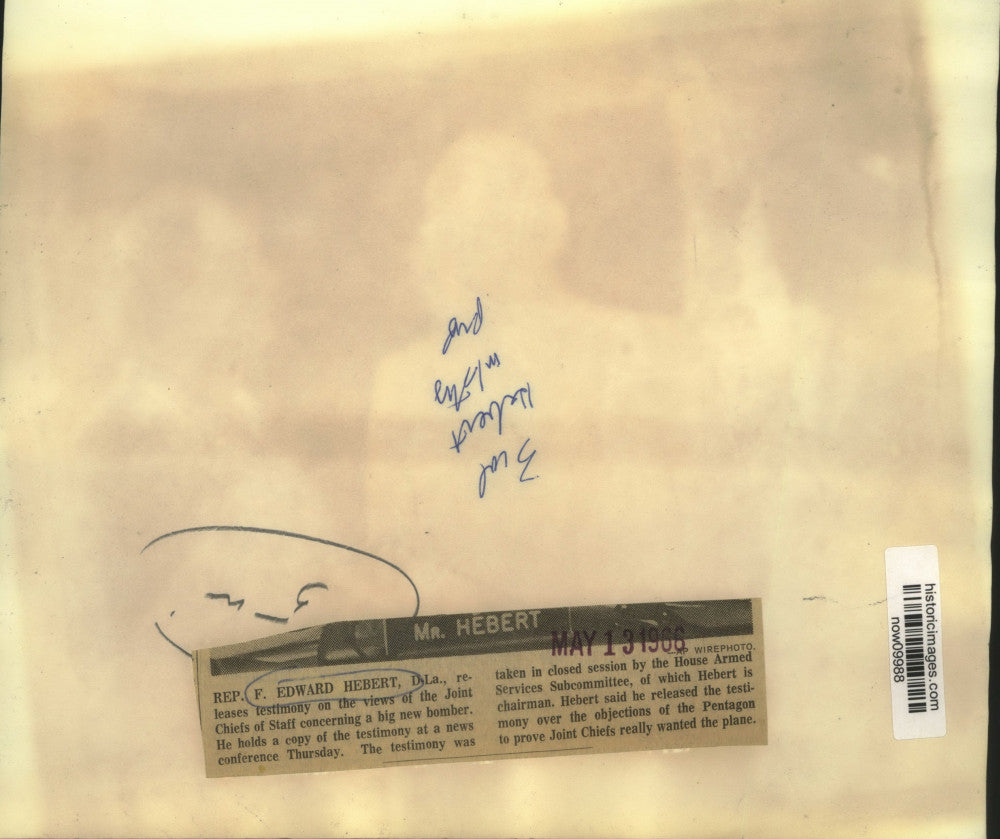 Mr. HEBERT
MAY 13 1966
AP WIREPHOTO.
REP. F. EDWARD HEBERT, D-La., re-
leases testimony on the views of the Joint
Chiefs of Staff concerning a big new bomber.
He holds a copy of the testimony at a news
conference Thursday. The testimony was
taken in closed session by the House Armed
Services Subcommittee, of which Hebert is
chairman. Hebert said he released the testi-
mony over the objections of the Pentagon
to prove Joint Chiefs really wanted the plane.
3 col
Hebert
historicimages.com
now09988